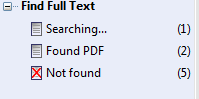 Find Full Text
Searching... (1)
Found PDF (2)
Not found (5)